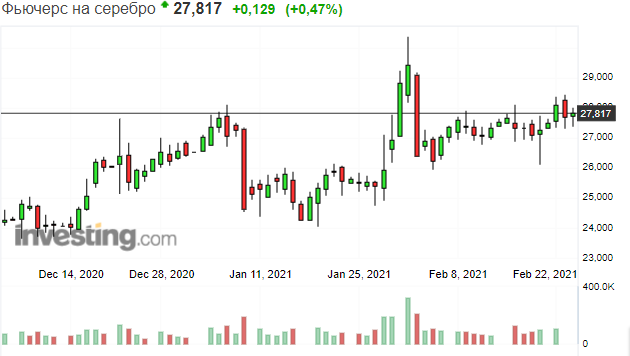 Фьючерс на серебро 27,817 +0,129 (+0,47%)
29,000
28,000
27,817
27,000
26,000
25,000
24,000
23,000
investing.com
Dec 14, 2020 Dec 28, 2020 Jan 11, 2021 Jan 25, 2021 Feb 8, 2021 Feb 22, 2021
400.0K
0